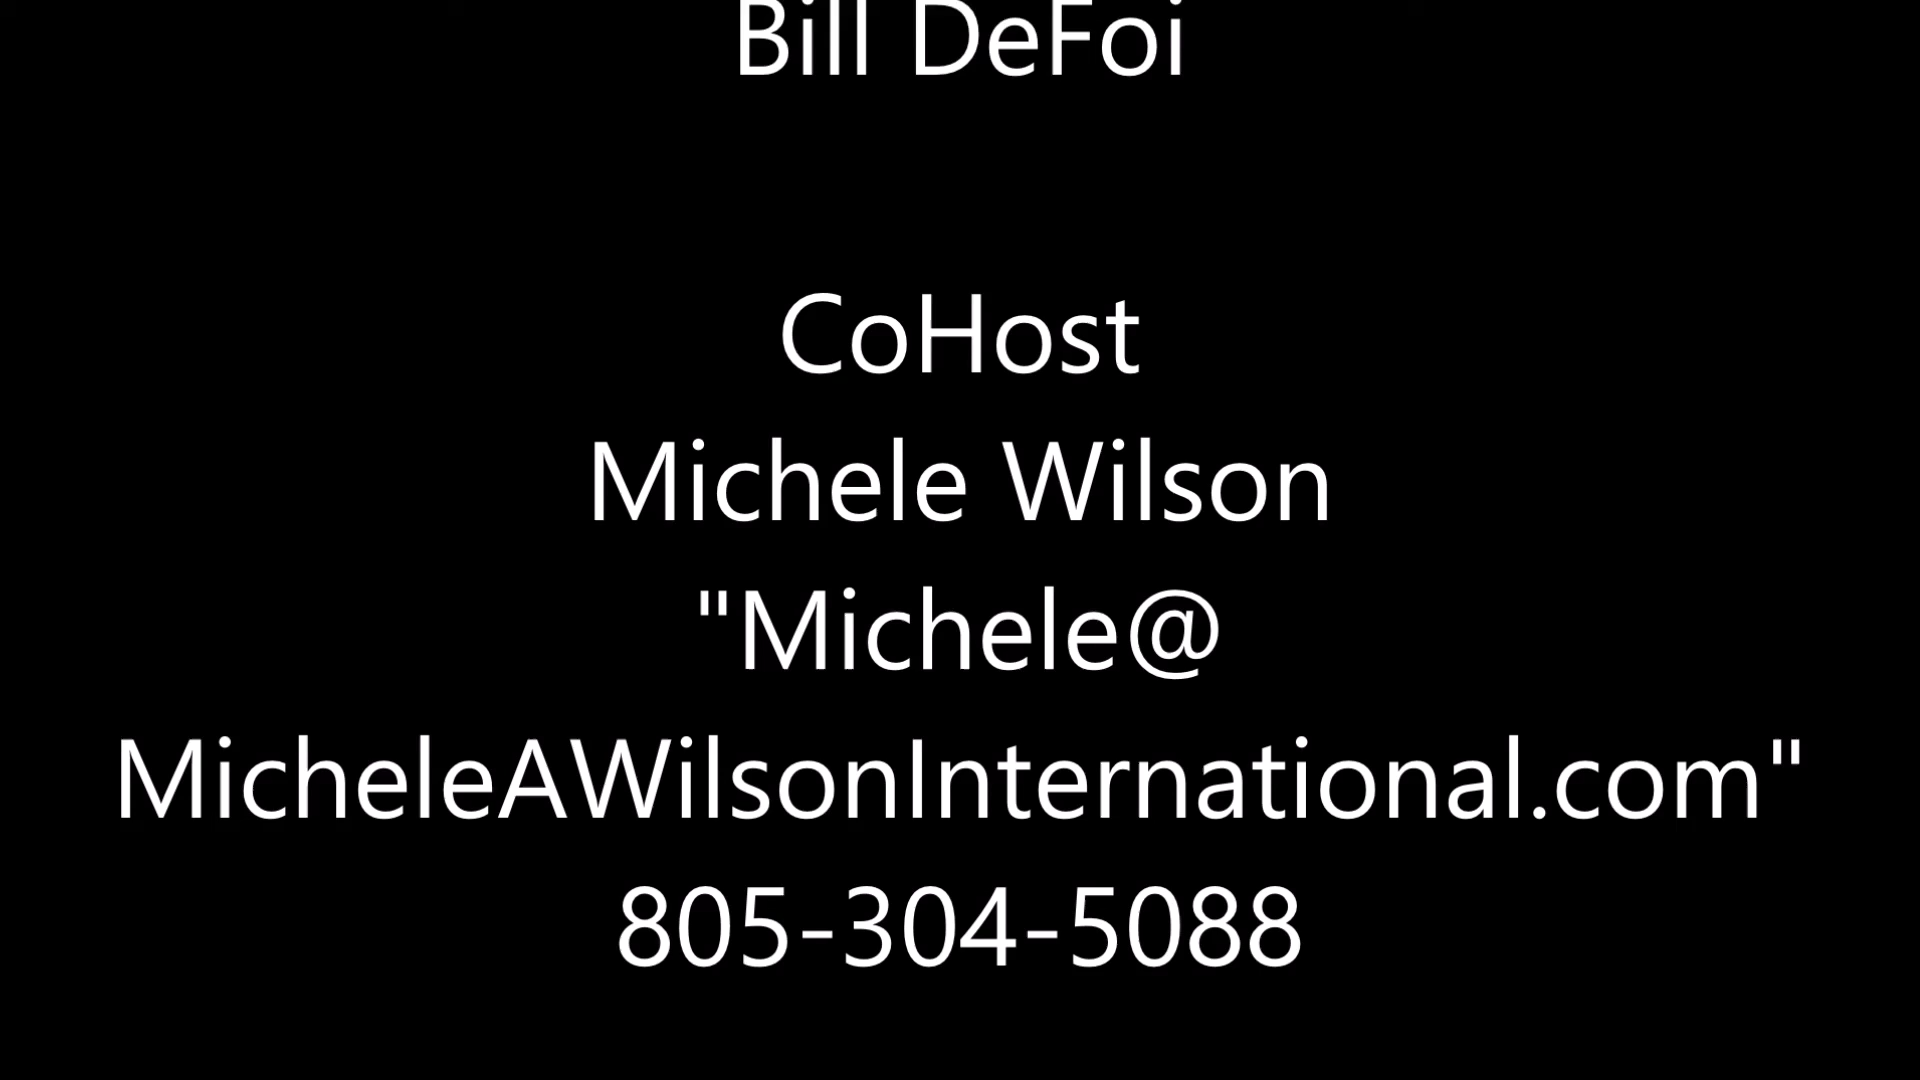 Bill DeFoi
CoHost
Michele Wilson
"Michele@
MicheleAWilsonInternational.com"
805-304-5088